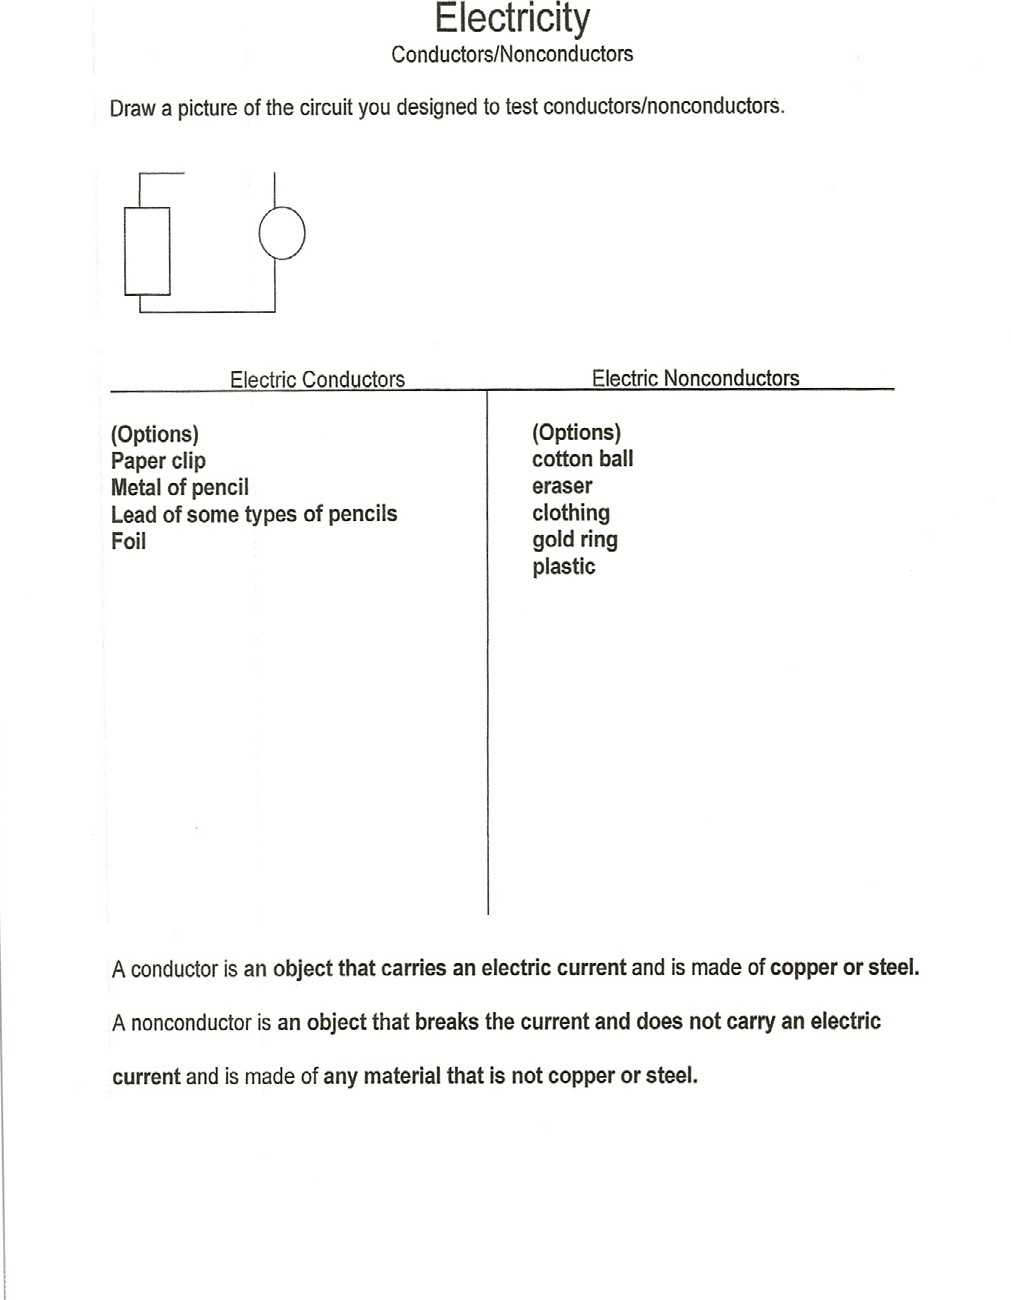 Electricity
Conductors/Nonconductors
Draw a picture of the circuit you designed to test conductors/nonconductors.
Electric Conductors
(Options)
Paper clip
Metal of pencil
Lead of some types of pencils
Foil
Electric Nonconductors
(Options)
cotton ball
eraser
clothing
gold ring
plastic
A conductor is an object that carries an electric current and is made of copper or steel.
A nonconductor is an object that breaks the current and does not carry an electric
current and is made of any material that is not copper or steel.